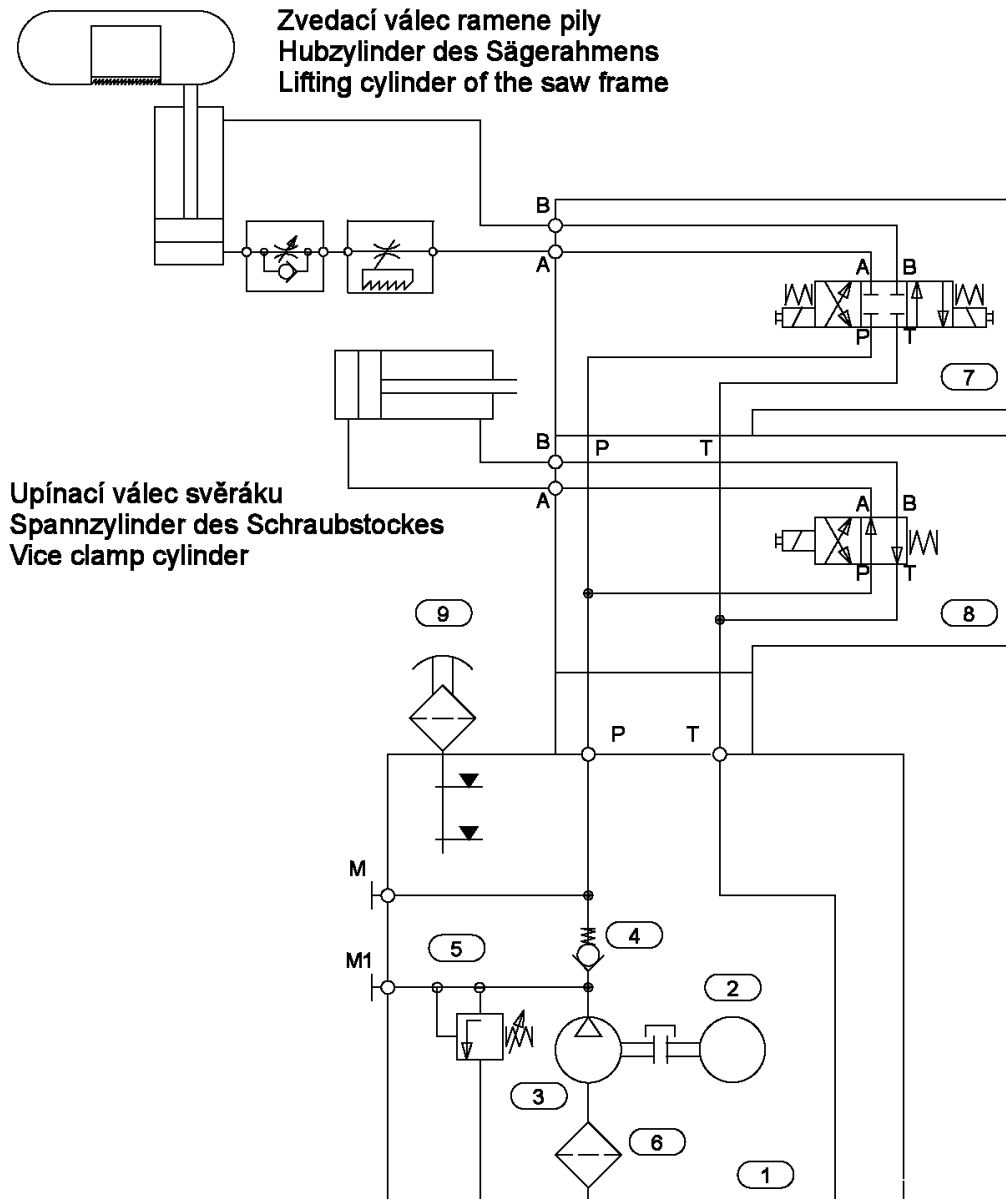 Zvedací válec ramene pily
Hubzylinder des Sägerahmens
Lifting cylinder of the saw frame
B
A
A B
P T
7
B
P T
A
A B
P T
8
Upínací válec svěráku
Spannzylinder des Schraubstockes
Vice clamp cylinder
9
P T
M
4
M1
5
2
3
6
1